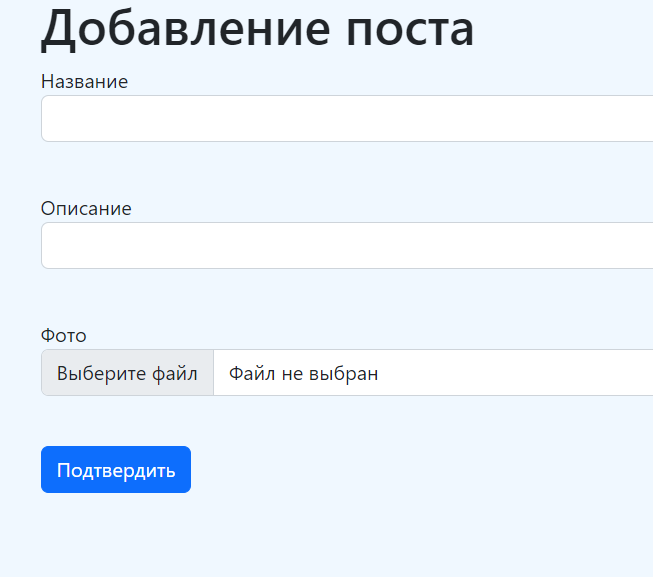 Добавление поста
Название
Описание
Фото
Выберите файл Файл не выбран
Подтвердить